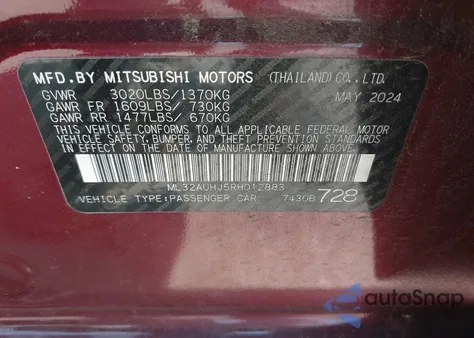 MFD.BY MITSUBISHI MOTORS (THAILAND)CO.,LTD.
GVWR 3020LBS/1370KG MAY 2024
GAWR FR 1609LBS/ 730KG
GAWR RR 1477LBS/ 670KG
THIS VEHICLE CONFORMS TO ALL APPLICABLE FEDERAL MOTOR
VEHICLE SAFETY, BUMPER, AND THEFT
PREVENTION STANDARDS IN EFFECT ON THE DATE OF
MANUFACTURE SHOWN ABOVE.
ML32AUHJ5RH012883
VEHICLE TYPE:PASSENGER CAR 7430B 728
autoSnap